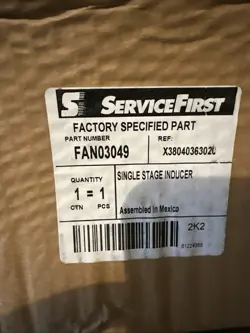 SERVICEFIRST
FACTORY SPECIFIED PART
PART NUMBER REF:
FAN03049 X38040363020
QUANTITY SINGLE STAGE INDUCER
1 = 1
CTN PCS Assembled in Mexico
2K2